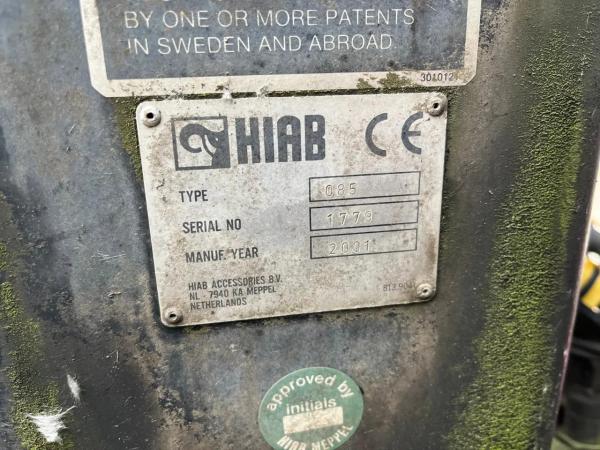 BY ONE OR MORE PATENTS
IN SWEDEN AND ABROAD
301012
HIAB CE
TYPE 085
SERIAL NO 1779
MANUF. YEAR 2001
HIAB ACCESSORIES B.V.
NL - 7940 KA MEPPEL
NETHERLANDS
approved by
initials
HIAB MEPPEL